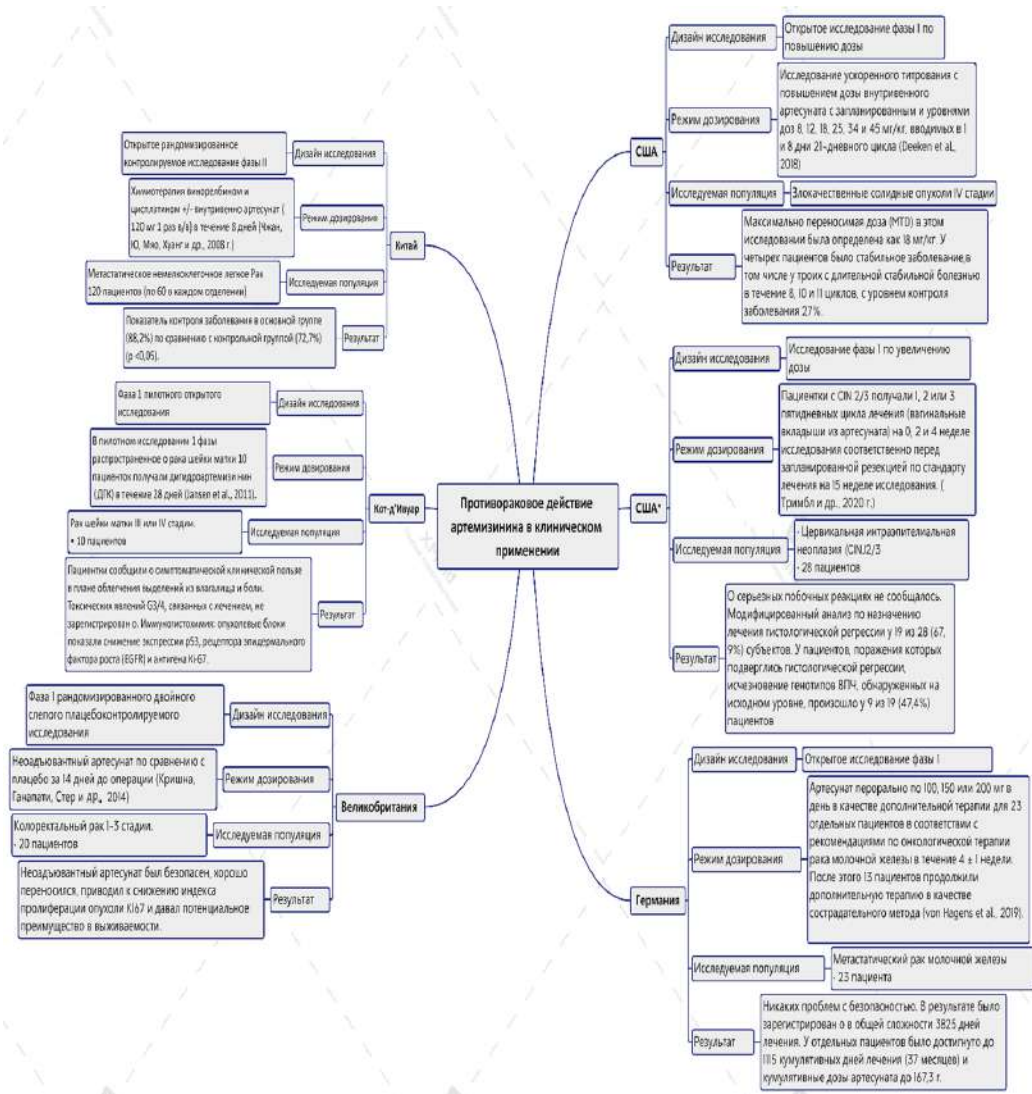 Противораковое действие
артемизинина в клиническом
применении
США
Дизайн исследования
Открытое исследование фазы I по
повышению дозы
Режим дозирования
Исследование ускоренного титрования с
повышением дозы внутривенного
артесуната с запланированным и уровнями
доз 8, 12, 18, 25, 34 и 45 мг/кг, вводимых в 1
и 8 дни 21-дневного цикла (Deeken et al.,
2018)
Исследуемая популяция
Злокачественные солидные опухоли IV стадии
Результат
Максимально переносимая доза (MTD) в этом
исследовании была определена как 18 мг/кг. У
четырех пациентов было стабильное заболевание,в
том числе у троих с длительной стабильной болезнью
в течение 8, 10 и 11 циклов, с уровнем контроля
заболевания 27%.
США*
Дизайн исследования
Исследование фазы I по увеличению
дозы
Режим дозирования
Пациентки с CIN 2/3 получали 1, 2 или 3
пятидневных цикла лечения (вагинальные
вкладыши из артесуната) на 0, 2 и 4 неделе
исследования соответственно перед
запланированной резекцией по стандарту
лечения на 15 неделе исследования. (
Тримбл и др., 2020 г.)
Исследуемая популяция
- Цервикальная интраэпителиальная
неоплазия (CIN)2/3
- 28 пациентов
Результат
О серьезных побочных реакциях не сообщалось.
Модифицированный анализ по назначению
лечения гистологической регрессии у 19 из 28 (67,
9%) субъектов. У пациентов, поражения которых
подверглись гистологической регрессии,
исчезновение генотипов ВПЧ, обнаруженных на
исходном уровне, произошло у 9 из 19 (47,4%)
пациентов
Германия
Дизайн исследования
Открытое исследование фазы I
Режим дозирования
Артесунат перорально по 100, 150 или 200 мг в
день в качестве дополнительной терапии для 23
отдельных пациентов в соответствии с
рекомендациями по онкологической терапии
рака молочной железы в течение 4 ± 1 недели.
После этого 13 пациентов продолжили
дополнительную терапию в качестве
сострадательного метода (von Hagens et al., 2019).
Исследуемая популяция
Метастатический рак молочной железы
- 23 пациента
Результат
Никаких проблем с безопасностью. В результате было
зарегистрирован о в общей сложности 3825 дней
лечения. У отдельных пациентов было достигнуто до
1115 кумулятивных дней лечения (37 месяцев) и
кумулятивные дозы артесуната до 167,3 г.
Китай
Дизайн исследования
Открытое рандомизированное
контролируемое исследование фазы II
Режим дозирования
Химиотерапия винорелбином и
цисплатином +/- внутривенно артесунат (
120 мг 1 раз в/в) в течение 8 дней (Чжан,
Ю, Мяо, Хуанг и др., 2008 г.)
Исследуемая популяция
Метастатическое немелкоклеточное легкое Рак
120 пациентов (по 60 в каждом отделении)
Результат
Показатель контроля заболевания в основной группе
(88,2%) по сравнению с контрольной группой (72,7%)
(p <0,05).
Кот-д'Ивуар
Дизайн исследования
Фаза 1 пилотного открытого
исследования
Режим дозирования
В пилотном исследовании 1 фазы
распространенное о рака шейки матки 10
пациенток получали дигидроартемизи нин
(ДГК) в течение 28 дней (Jansen et al., 2011).
Исследуемая популяция
Рак шейки матки III или IV стадии.
• 10 пациентов
Результат
Пациентки сообщили о симптоматической клинической пользе
в плане облегчения выделений из влагалища и боли.
Токсических явлений G3/4, связанных с лечением, не
зарегистрирован о. Иммуногистохимия: опухолевые блоки
показали снижение экспрессии p53, рецептора эпидермального
фактора роста (EGFR) и антигена Ki-67.
Великобритания
Дизайн исследования
Фаза I рандомизированного двойного
слепого плацебоконтролируемого
исследования
Режим дозирования
Неоадъювантный артесунат по сравнению с
плацебо за 14 дней до операции (Кришна,
Ганапати, Стер и др., 2014)
Исследуемая популяция
Колоректальный рак 1-3 стадии.
- 20 пациентов
Результат
Неоадъювантный артесунат был безопасен, хорошо
переносился, приводил к снижению индекса
пролиферации опухоли Ki67 и давал потенциальное
преимущество в выживаемости.